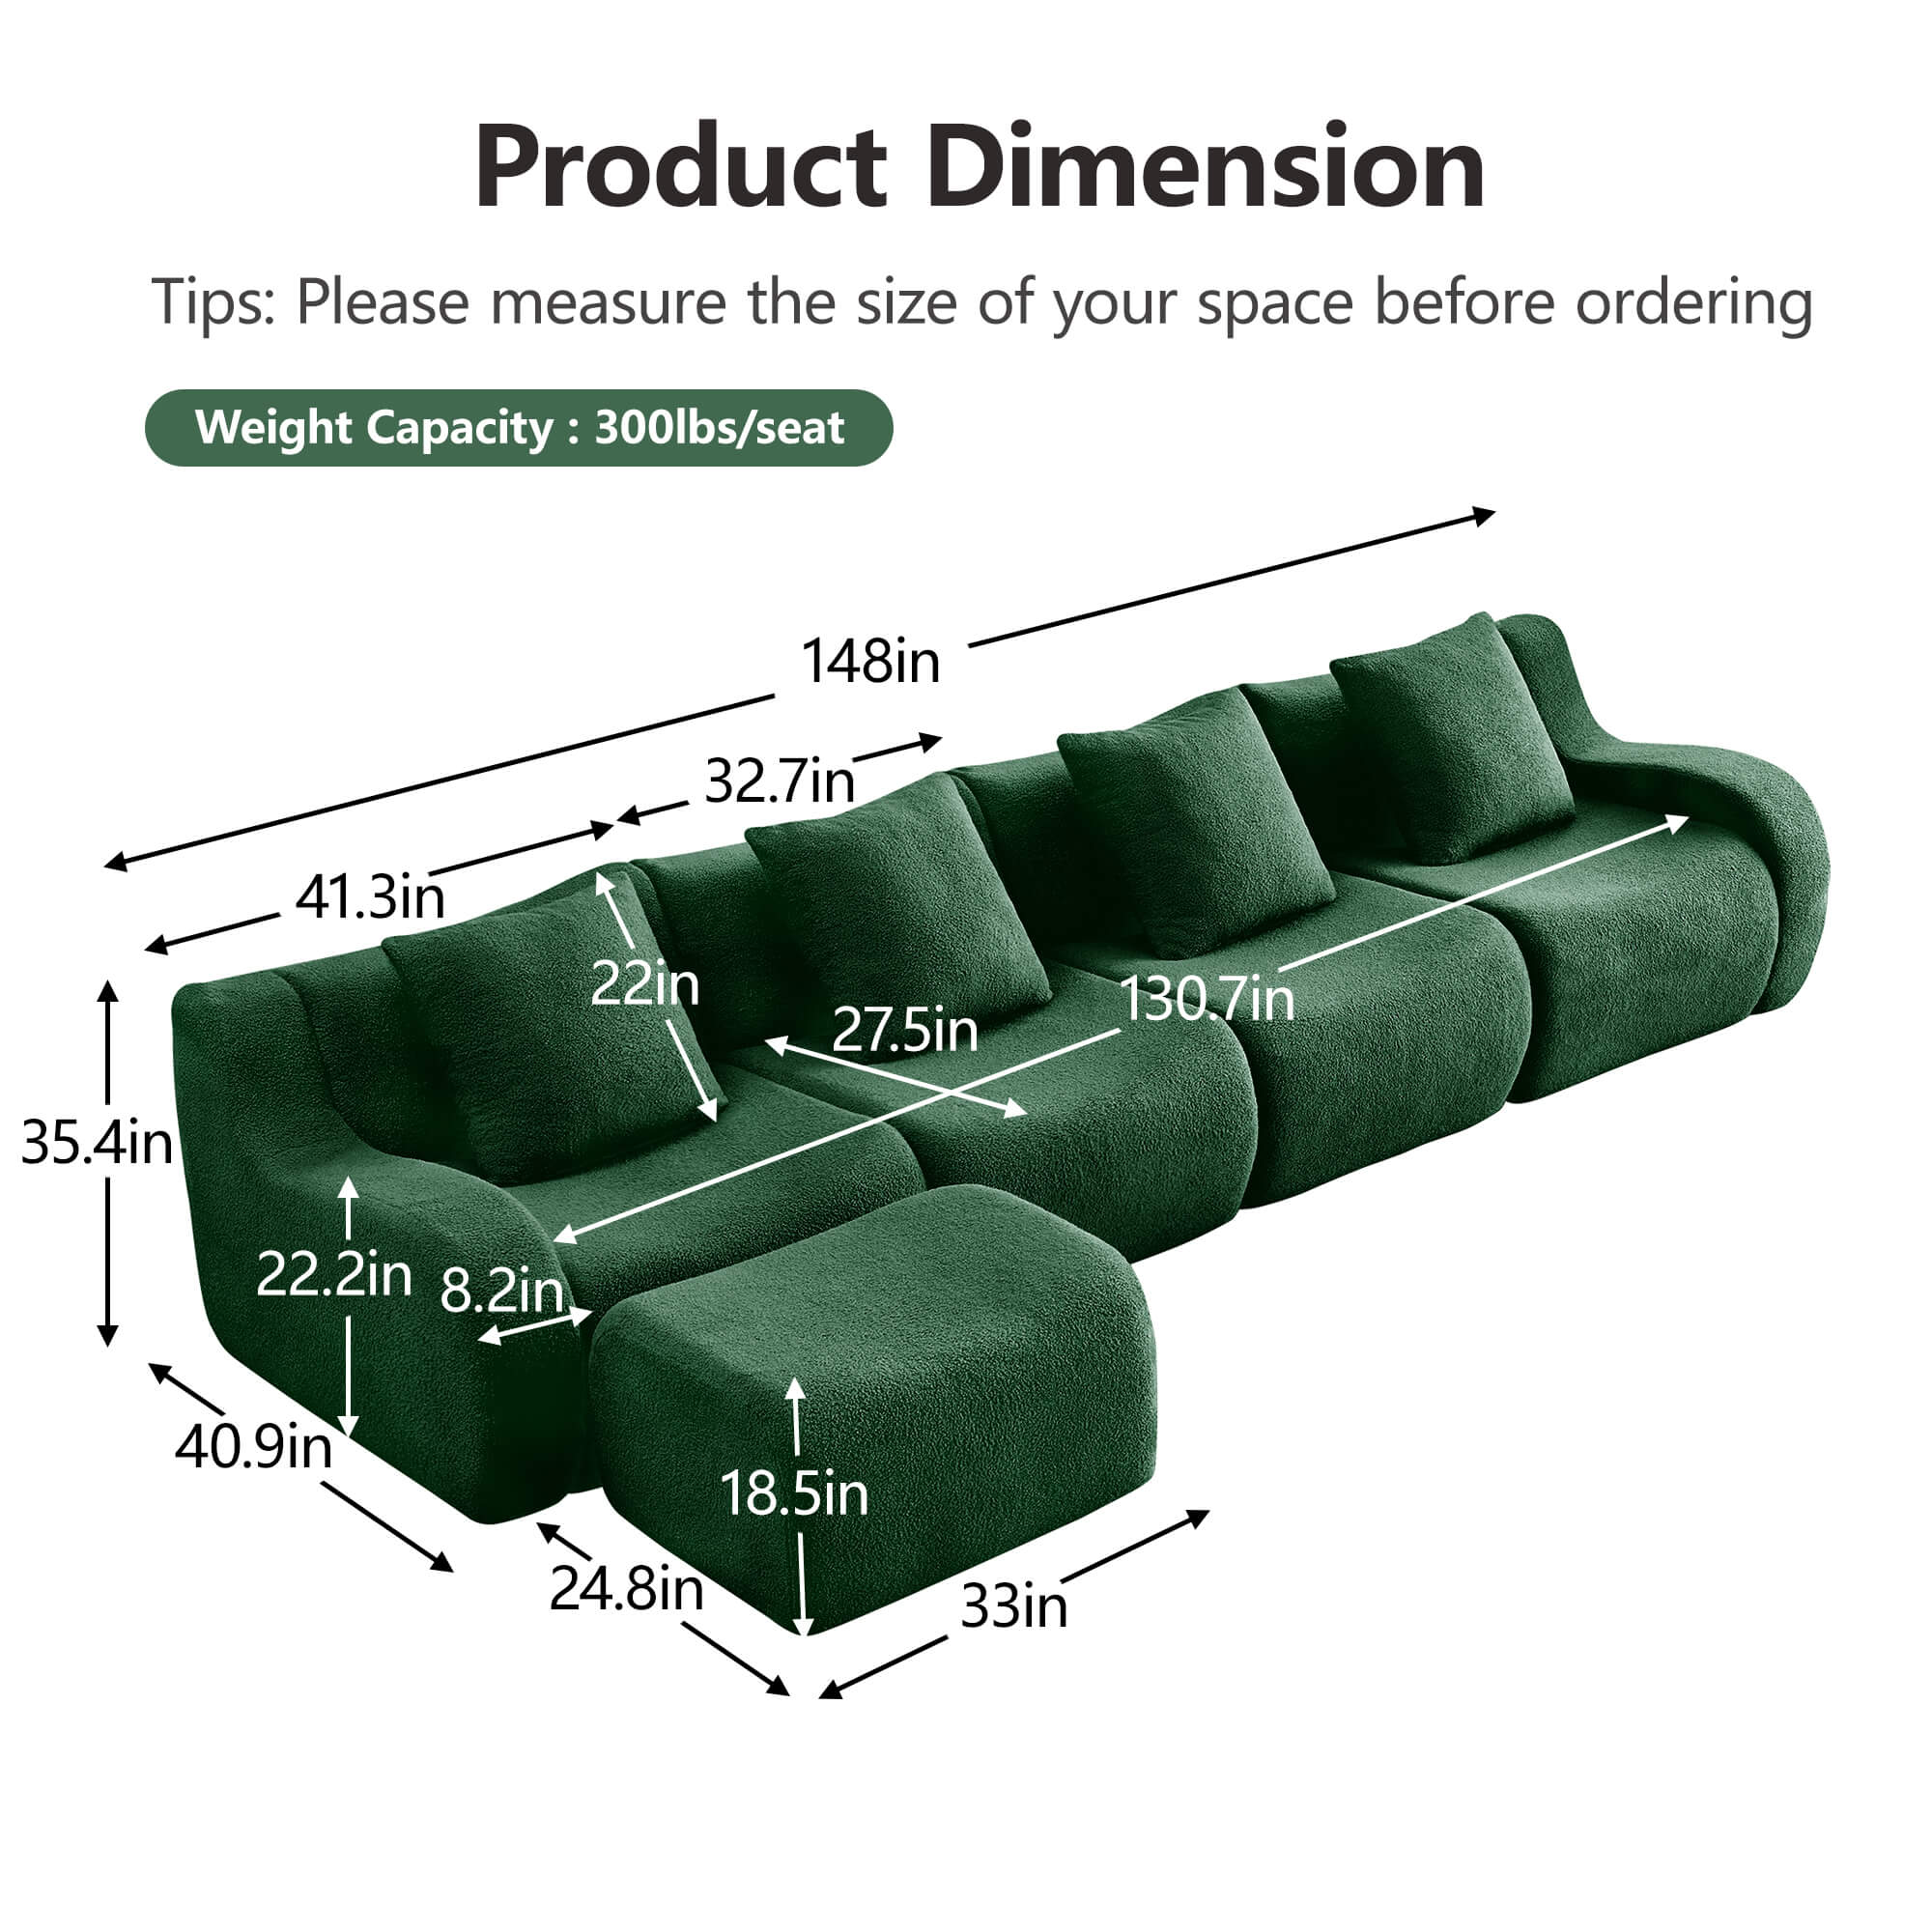 Product Dimension
Tips: Please measure the size of your space before ordering
Weight Capacity : 300lbs/seat
148in
32.7in
41.3in
22in
27.5in
130.7in
35.4in
22.2in
8.2in
40.9in
18.5in
24.8in
33in